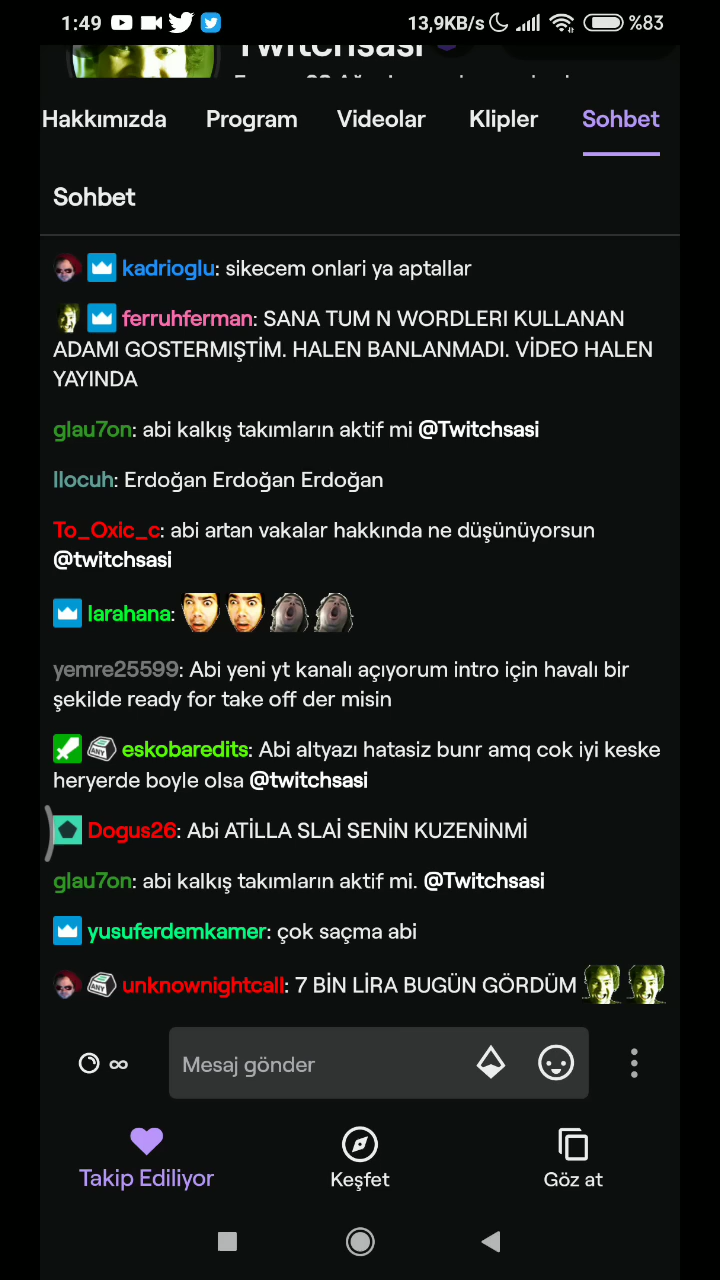 1:49
13,9KB/s
%83
Twitchsasi
Hakkımızda Program Videolar Klipler Sohbet
Sohbet
kadrioglu: sikecem onlari ya aptallar
ferruhferman: SANA TUM N WORDLERI KULLANAN
ADAMI GOSTERMIŞTİM. HALEN BANLANMADI. VİDEO HALEN
YAYINDA
glau7on: abi kalkış takımların aktif mi @Twitchsasi
llocuh: Erdoğan Erdoğan Erdoğan
To_Oxic_c: abi artan vakalar hakkında ne düşünüyorsun
@twitchsasi
larahana:
yemre25599: Abi yeni yt kanalı açıyorum intro için havalı bir
şekilde ready for take off der misin
ANY eskobaredits: Abi altyazı hatasiz bunr amq cok iyi keske
heryerde boyle olsa @twitchsasi
Dogus26: Abi ATİLLA SLAİ SENİN KUZENİNMİ
glau7on: abi kalkış takımların aktif mi. @Twitchsasi
yusuferdemkamer: çok saçma abi
ANY unknownightcall: 7 BİN LİRA BUGÜN GÖRDÜM
∞ Mesaj gönder
Takip Ediliyor Keşfet Göz at